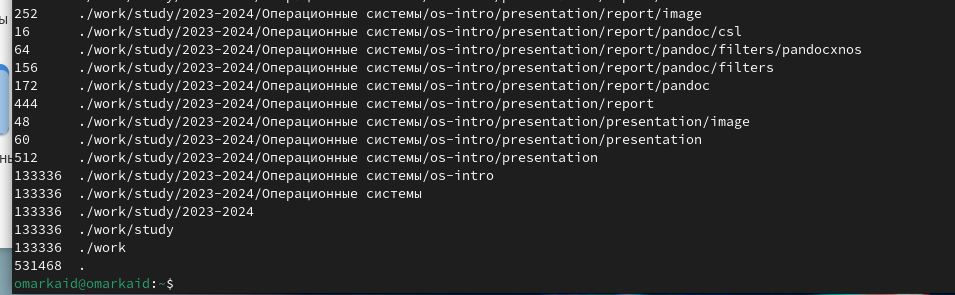 252 ./work/study/2023-2024/Операционные системы/os-intro/presentation/report/image
16 ./work/study/2023-2024/Операционные системы/os-intro/presentation/report/pandoc/csl
64 ./work/study/2023-2024/Операционные системы/os-intro/presentation/report/pandoc/filters/pandocxnos
156 ./work/study/2023-2024/Операционные системы/os-intro/presentation/report/pandoc/filters
172 ./work/study/2023-2024/Операционные системы/os-intro/presentation/report/pandoc
444 ./work/study/2023-2024/Операционные системы/os-intro/presentation/report
48 ./work/study/2023-2024/Операционные системы/os-intro/presentation/presentation/image
60 ./work/study/2023-2024/Операционные системы/os-intro/presentation/presentation
512 ./work/study/2023-2024/Операционные системы/os-intro/presentation
133336 ./work/study/2023-2024/Операционные системы/os-intro
133336 ./work/study/2023-2024/Операционные системы
133336 ./work/study/2023-2024
133336 ./work/study
133336 ./work
531468 .
omarkaid@omarkaid:~$